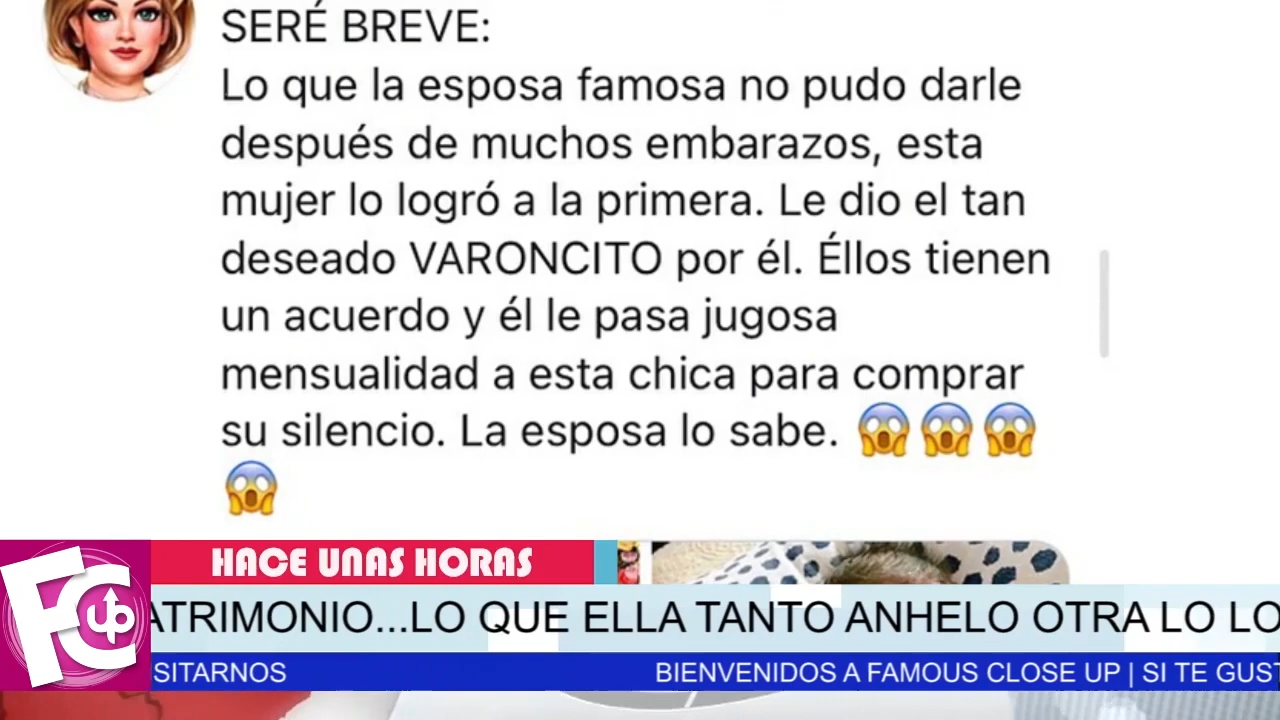 SERÉ BREVE:
Lo que la esposa famosa no pudo darle
después de muchos embarazos, esta
mujer lo logró a la primera. Le dio el tan
deseado VARONCITO por él. Éllos tienen
un acuerdo y él le pasa jugosa
mensualidad a esta chica para comprar
su silencio. La esposa lo sabe. 😱😱😱
😱
HACE UNAS HORAS
FC up
ATRIMONIO...LO QUE ELLA TANTO ANHELO OTRA LO LO
SITARNOS BIENVENIDOS A FAMOUS CLOSE UP | SI TE GUS